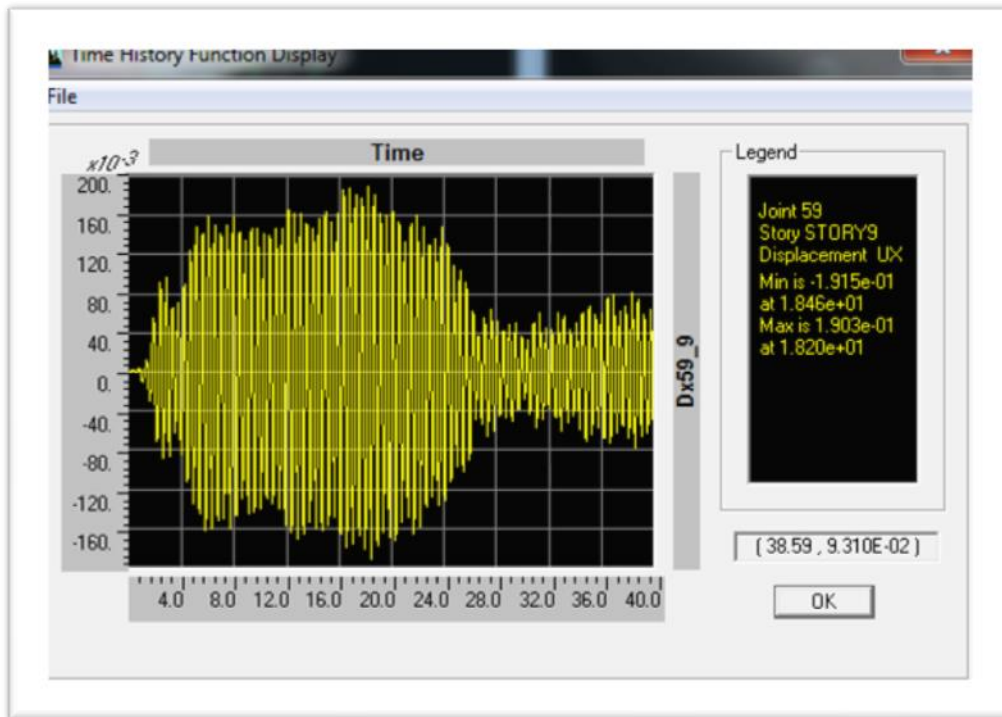 Time History Function Display
File
Time
x10-3
200.
160.
120.
80.
40.
0.
-40.
-80.
-120.
-160.
4.0 8.0 12.0 16.0 20.0 24.0 28.0 32.0 36.0 40.0
Dx59_9
Legend
Joint 59
Story STORY9
Displacement UX
Min is -1.915e-01
at 1.846e+01
Max is 1.903e-01
at 1.820e+01
( 38.59 , 9.310E-02 )
OK